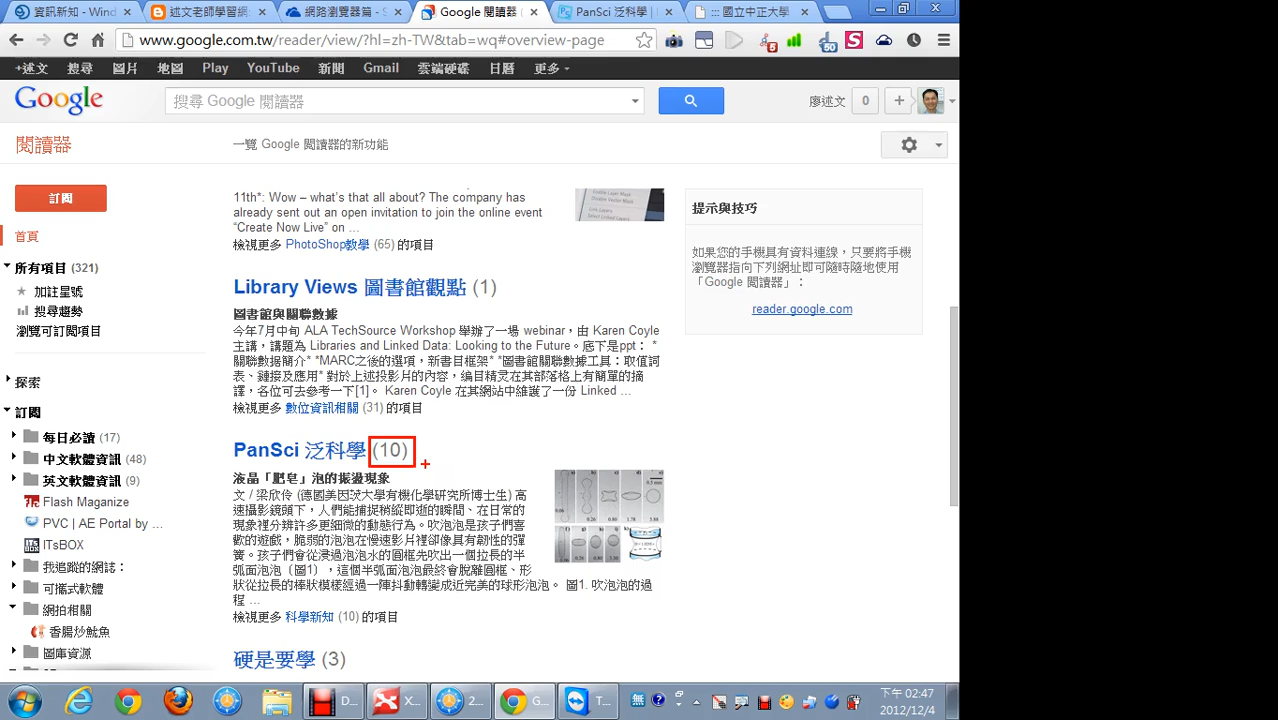 資訊新知 - Wind
述文老師學習網
網路瀏覽器篇 - S
Google 閱讀器
PanSci 泛科學 |
::: 國立中正大學
www.google.com.tw/reader/view/?hl=zh-TW&tab=wq#overview-page
5
50
S
+述文 搜尋 圖片 地圖 Play YouTube 新聞 Gmail 雲端硬碟 日曆 更多
Google
搜尋 Google 閱讀器
廖述文
0
+
閱讀器
一覽 Google 閱讀器的新功能
訂閱
首頁
所有項目 (321)
加註星號
搜尋趨勢
瀏覽可訂閱項目
探索
訂閱
每日必讀 (17)
中文軟體資訊 (48)
英文軟體資訊 (9)
Flash Maganize
PVC | AE Portal by ...
ITsBOX
我追蹤的網誌：
可攜式軟體
網拍相關
香腸炒魷魚
圖庫資源
11th*: Wow – what's that all about? The company has
already sent out an open invitation to join the online event
“Create Now Live” on ...
檢視更多 PhotoShop教學 (65) 的項目
Library Views 圖書館觀點 (1)
圖書館與關聯數據
今年7月中旬 ALA TechSource Workshop 舉辦了一場 webinar，由 Karen Coyle
主講，講題為 Libraries and Linked Data: Looking to the Future。底下是ppt： *
關聯數據簡介* *MARC之後的選項，新書目框架* *圖書館關聯數據工具：取值詞
表、鏈接及應用* 對於上述投影片的內容，编目精灵在其部落格上有簡單的摘
譯，各位可去參考一下[1]。 Karen Coyle 在其網站中維護了一份 Linked ...
檢視更多 數位資訊相關 (31) 的項目
PanSci 泛科學 (10)
液晶「肥皂」泡的振盪現象
文 / 梁欣伶 (德國美因茨大學有機化學研究所博士生) 高
速攝影鏡頭下，人們能捕捉稍縱即逝的瞬間、在日常的
現象裡分辨許多更細微的動態行為。吹泡泡是孩子們喜
歡的遊戲，脆弱的泡泡在慢速影片裡卻像具有韌性的彈
簧。孩子們會從浸過泡泡水的圓框先吹出一個拉長的半
弧面泡泡〔圖1〕，這個半弧面泡泡最終會脫離圓框、形
狀從拉長的棒狀模樣經過一陣抖動轉變成近完美的球形泡泡。 圖1. 吹泡泡的過
程 ...
檢視更多 科學新知 (10) 的項目
硬是要學 (3)
提示與技巧
如果您的手機具有資料連線，只要將手機
瀏覽器指向下列網址即可隨時隨地使用
「Google 閱讀器」：
reader.google.com
D...
X...
2...
G...
T...
無
下午 02:47
2012/12/4